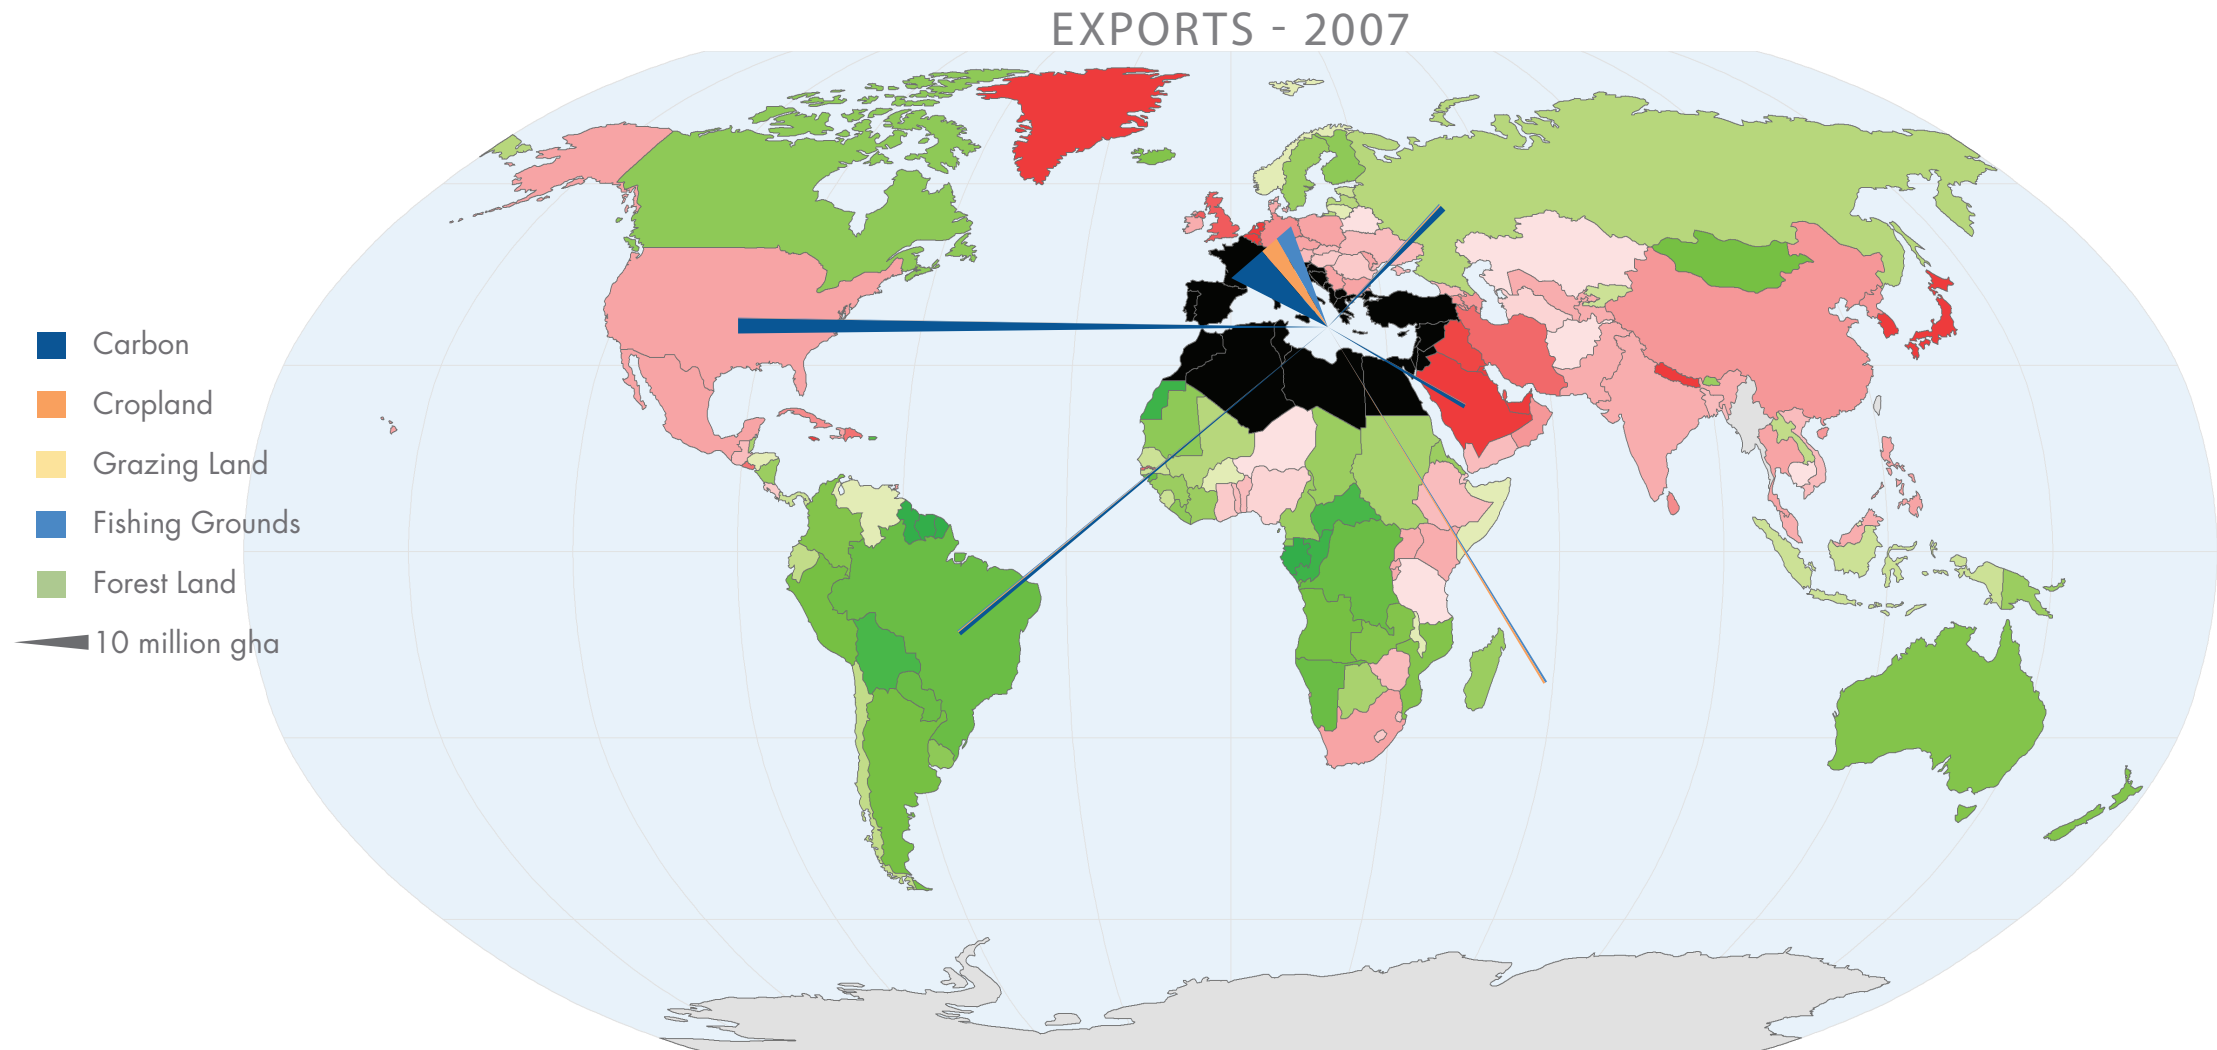 EXPORTS - 2007
Carbon
Cropland
Grazing Land
Fishing Grounds
Forest Land
10 million gha